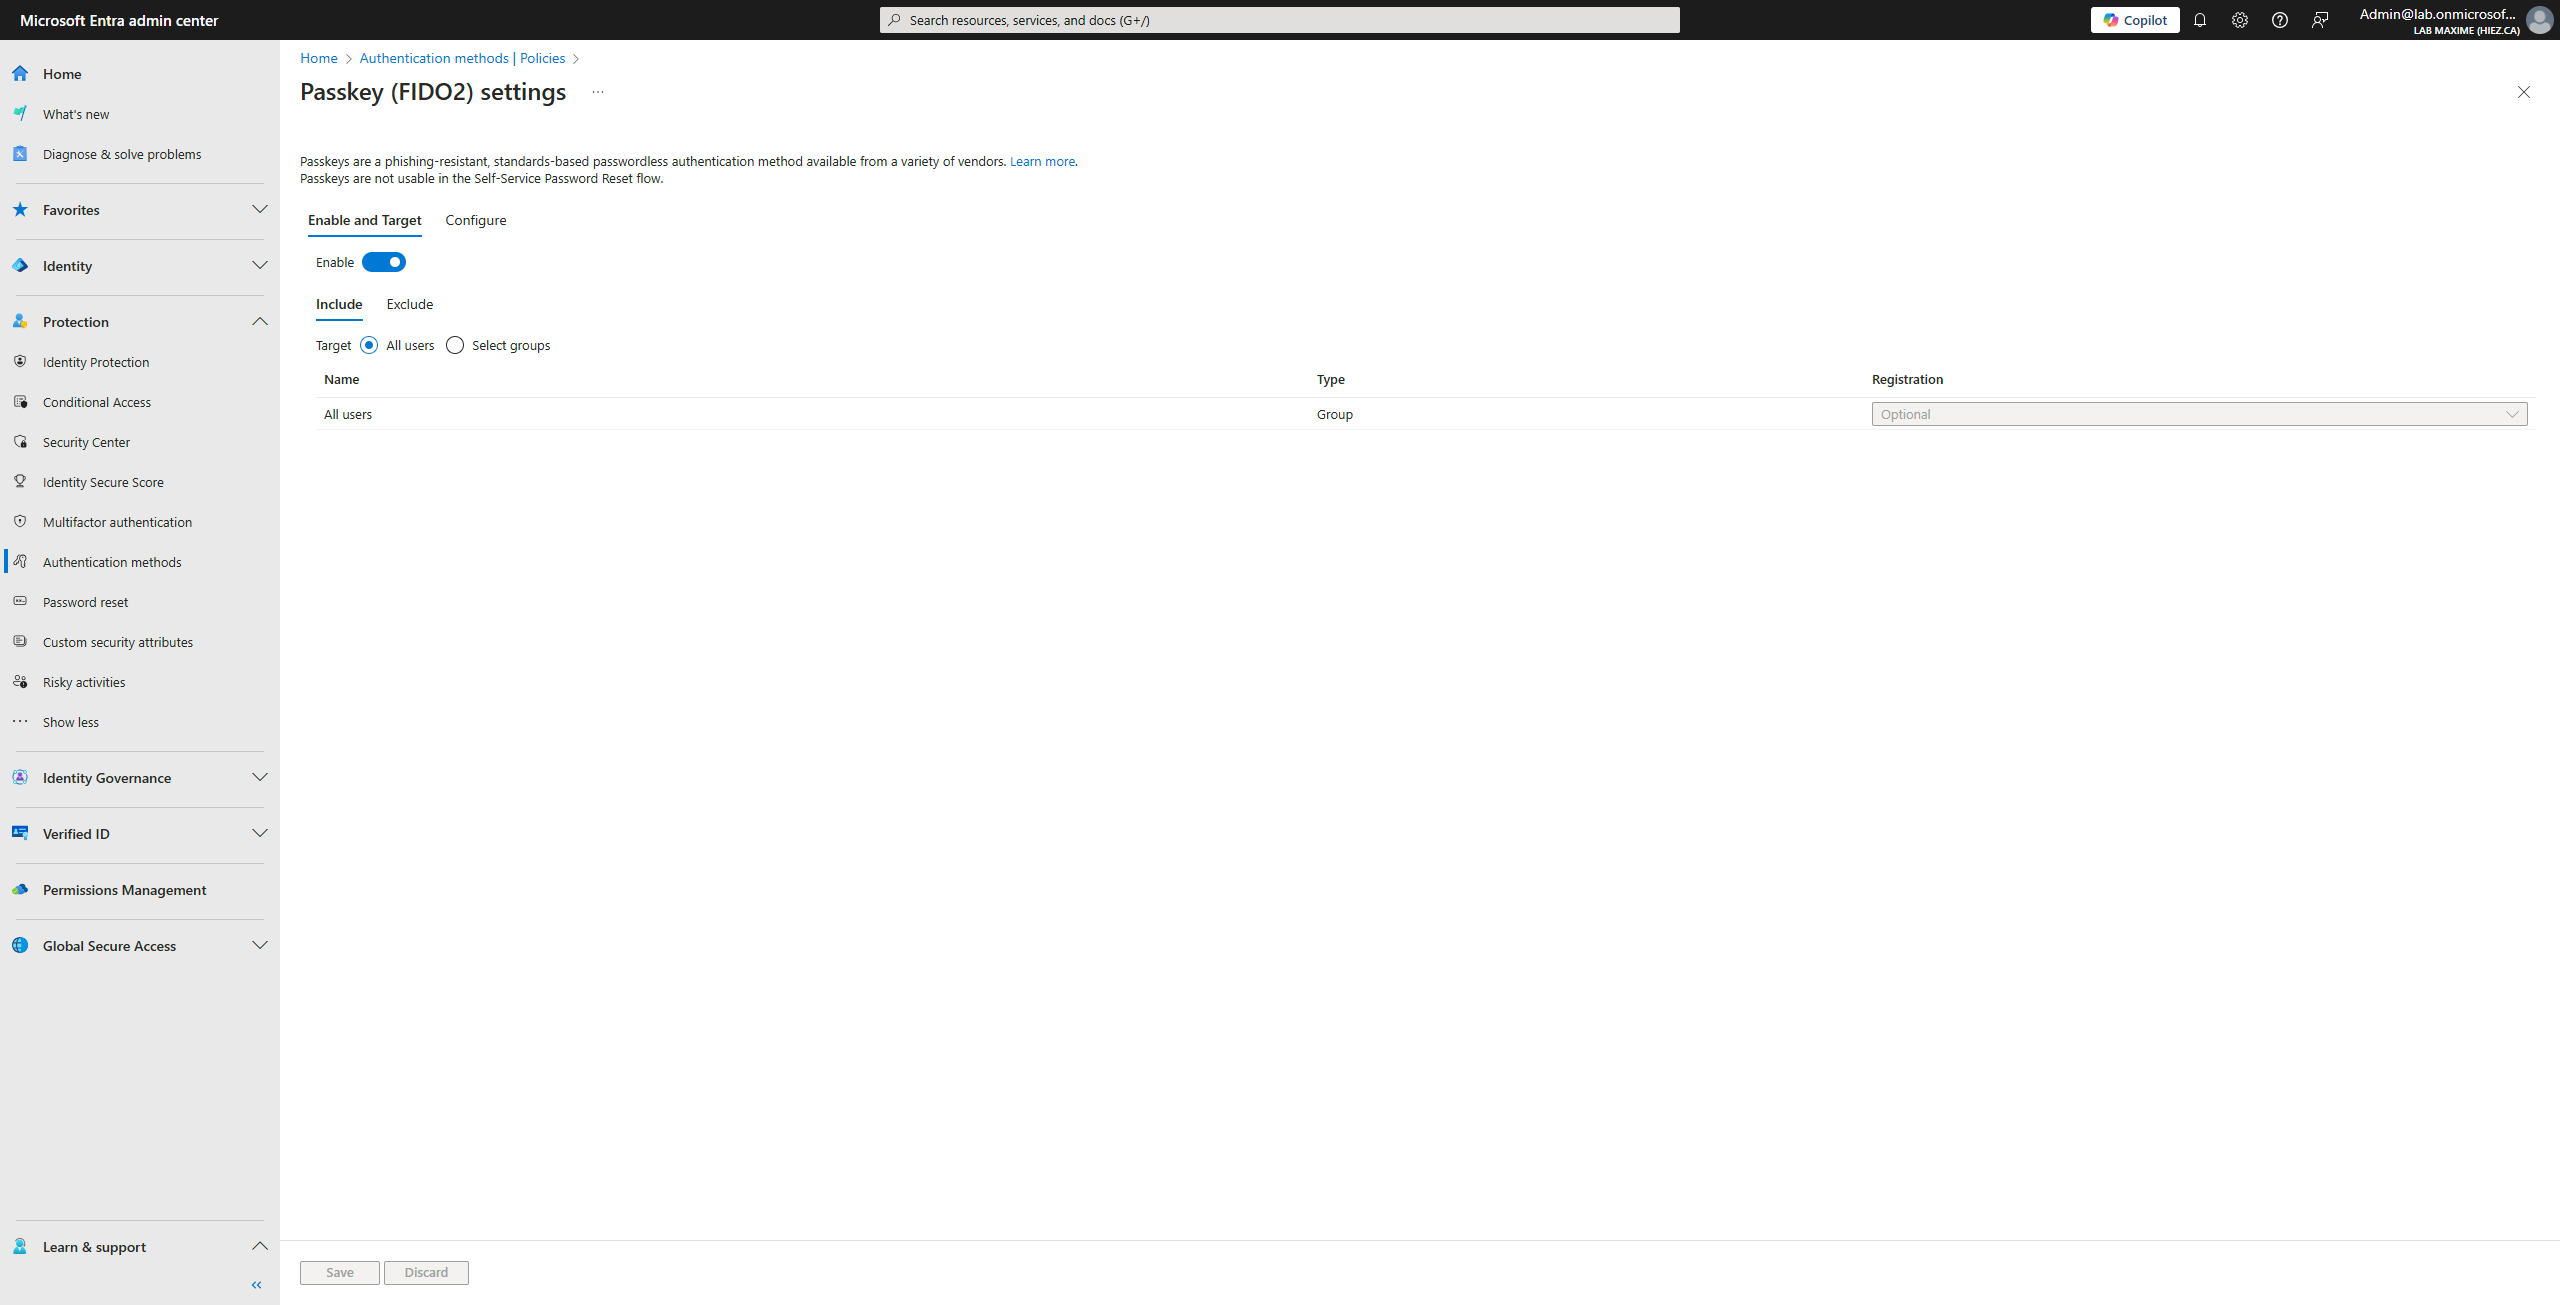 Microsoft Entra admin center
Search resources, services, and docs (G+/)
Copilot
Admin@lab.onmicrosof...
LAB MAXIME (HIEZ.CA)
Home
What's new
Diagnose & solve problems
Favorites
Identity
Protection
Identity Protection
Conditional Access
Security Center
Identity Secure Score
Multifactor authentication
Authentication methods
Password reset
Custom security attributes
Risky activities
Show less
Identity Governance
Verified ID
Permissions Management
Global Secure Access
Learn & support
Home > Authentication methods | Policies >
Passkey (FIDO2) settings ...
Passkeys are a phishing-resistant, standards-based passwordless authentication method available from a variety of vendors. Learn more.
Passkeys are not usable in the Self-Service Password Reset flow.
Enable and Target Configure
Enable
Include Exclude
Target All users Select groups
Name Type Registration
All users Group Optional
Save Discard